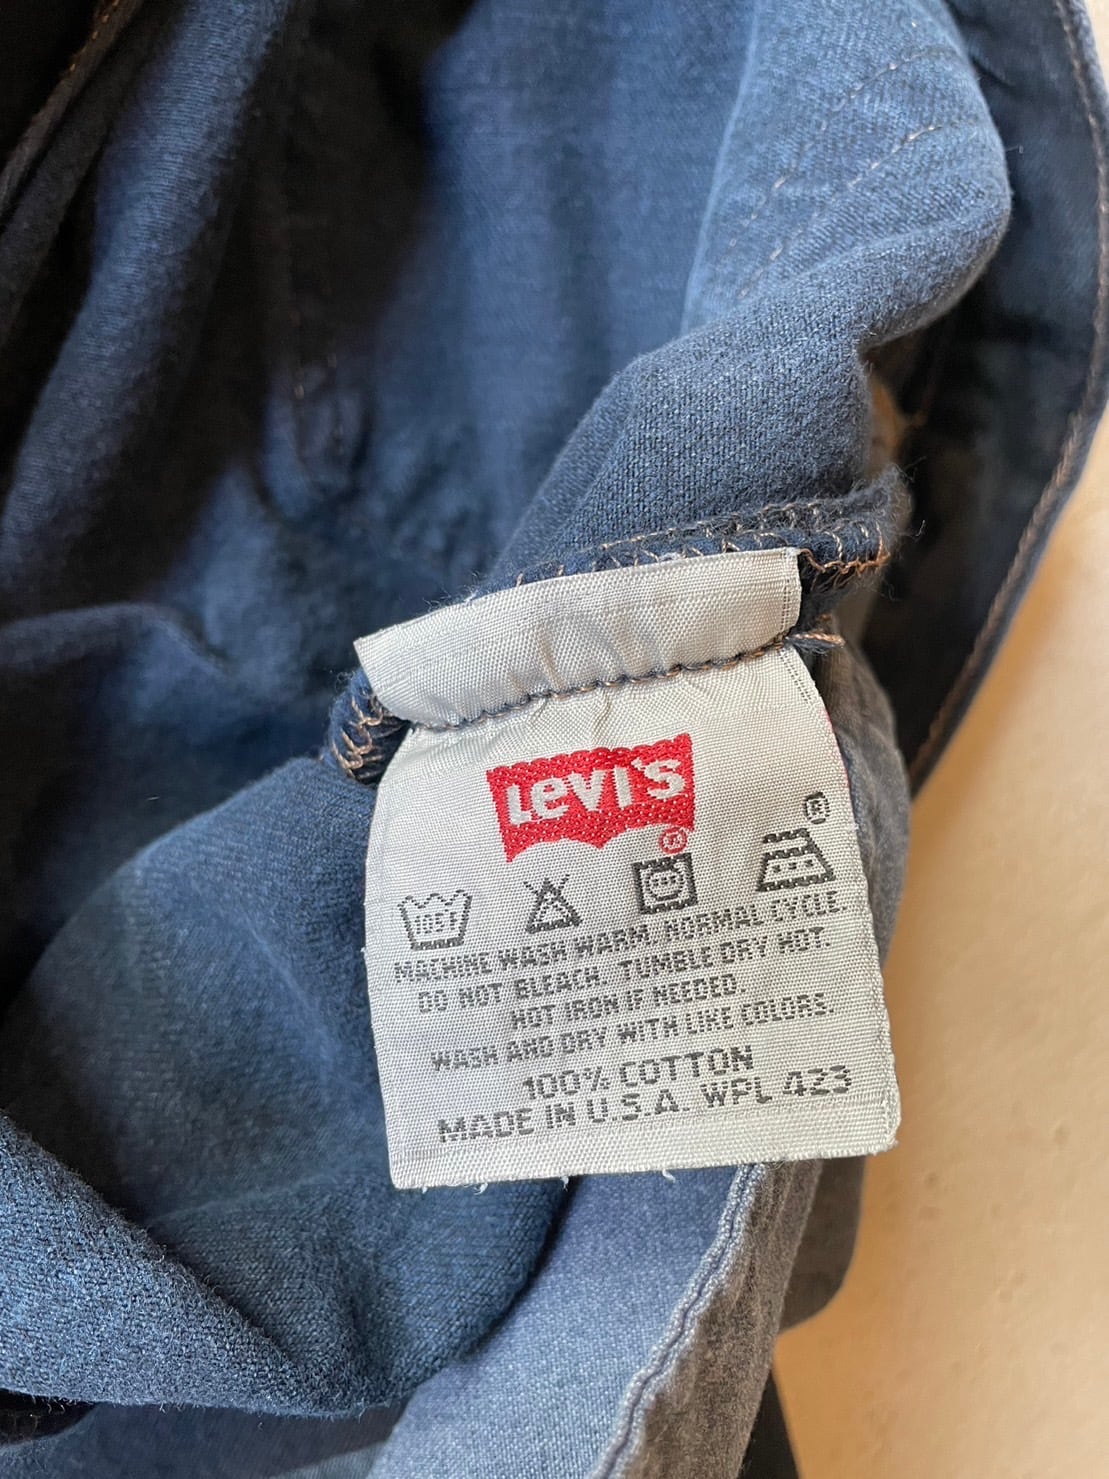 LEVI'S
®
®
105F
MACHINE WASH WARM. NORMAL CYCLE.
DO NOT BLEACH. TUMBLE DRY HOT.
HOT IRON IF NEEDED.
WASH AND DRY WITH LIKE COLORS.
100% COTTON
MADE IN U.S.A. WPL 423